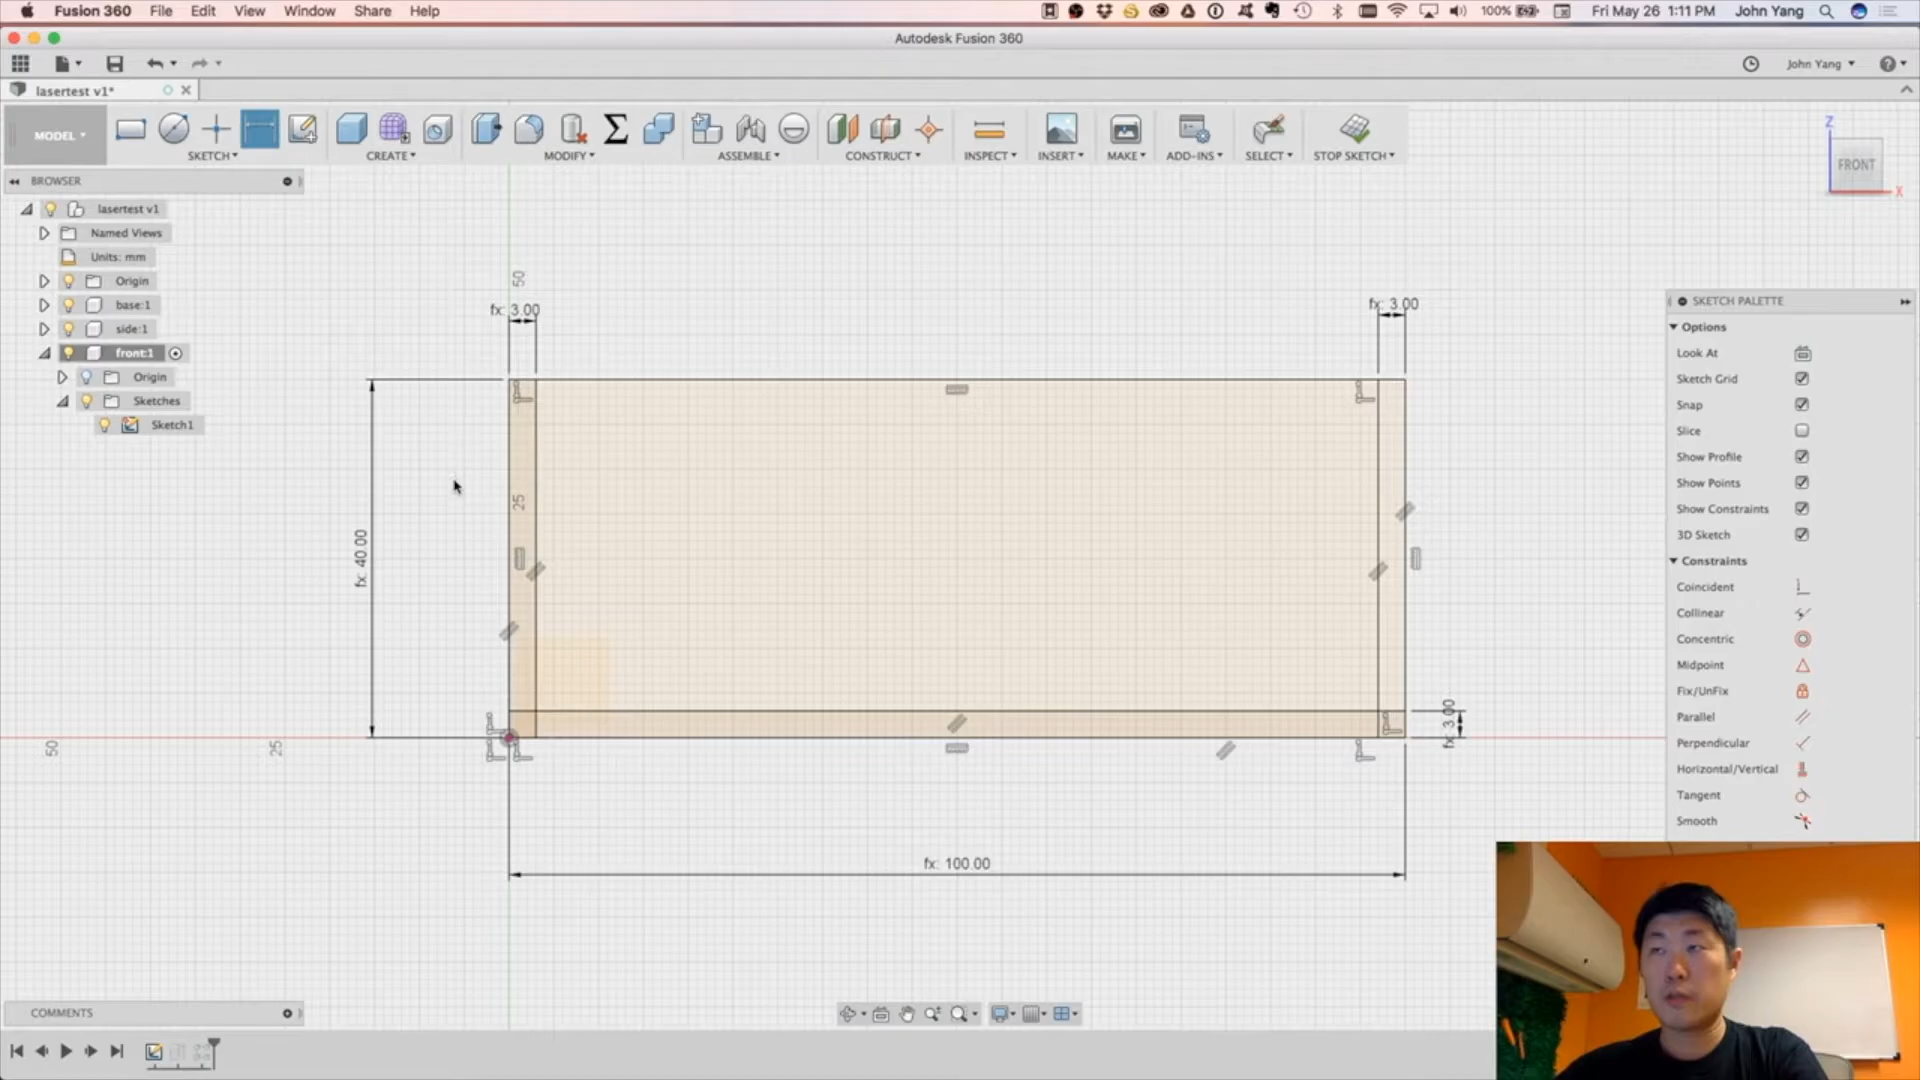 Fusion 360 File Edit View Window Share Help 100% Fri May 26 1:11 PM John Yang
Autodesk Fusion 360
John Yang
lasertest v1*
MODEL
SKETCH CREATE MODIFY ASSEMBLE CONSTRUCT INSPECT INSERT MAKE ADD-INS SELECT STOP SKETCH
Z
FRONT
X
BROWSER
lasertest v1
Named Views
Units: mm
Origin
base:1
side:1
front:1
Origin
Sketches
Sketch1
50
fx: 3.00
fx: 3.00
25
fx: 40.00
fx: 3.00
50
25
fx: 100.00
SKETCH PALETTE
Options
Look At
Sketch Grid
Snap
Slice
Show Profile
Show Points
Show Constraints
3D Sketch
Constraints
Coincident
Collinear
Concentric
Midpoint
Fix/UnFix
Parallel
Perpendicular
Horizontal/Vertical
Tangent
Smooth
COMMENTS